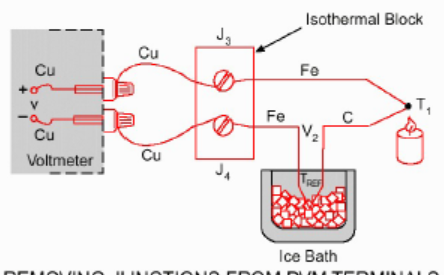 Isothermal Block
J3
Cu
Cu
Fe
+
v
T1
Fe
C
–
V2
Cu
Voltmeter
Cu
J4
TREF
Ice Bath
REMOVING JUNCTIONS FROM DVM TERMINALS